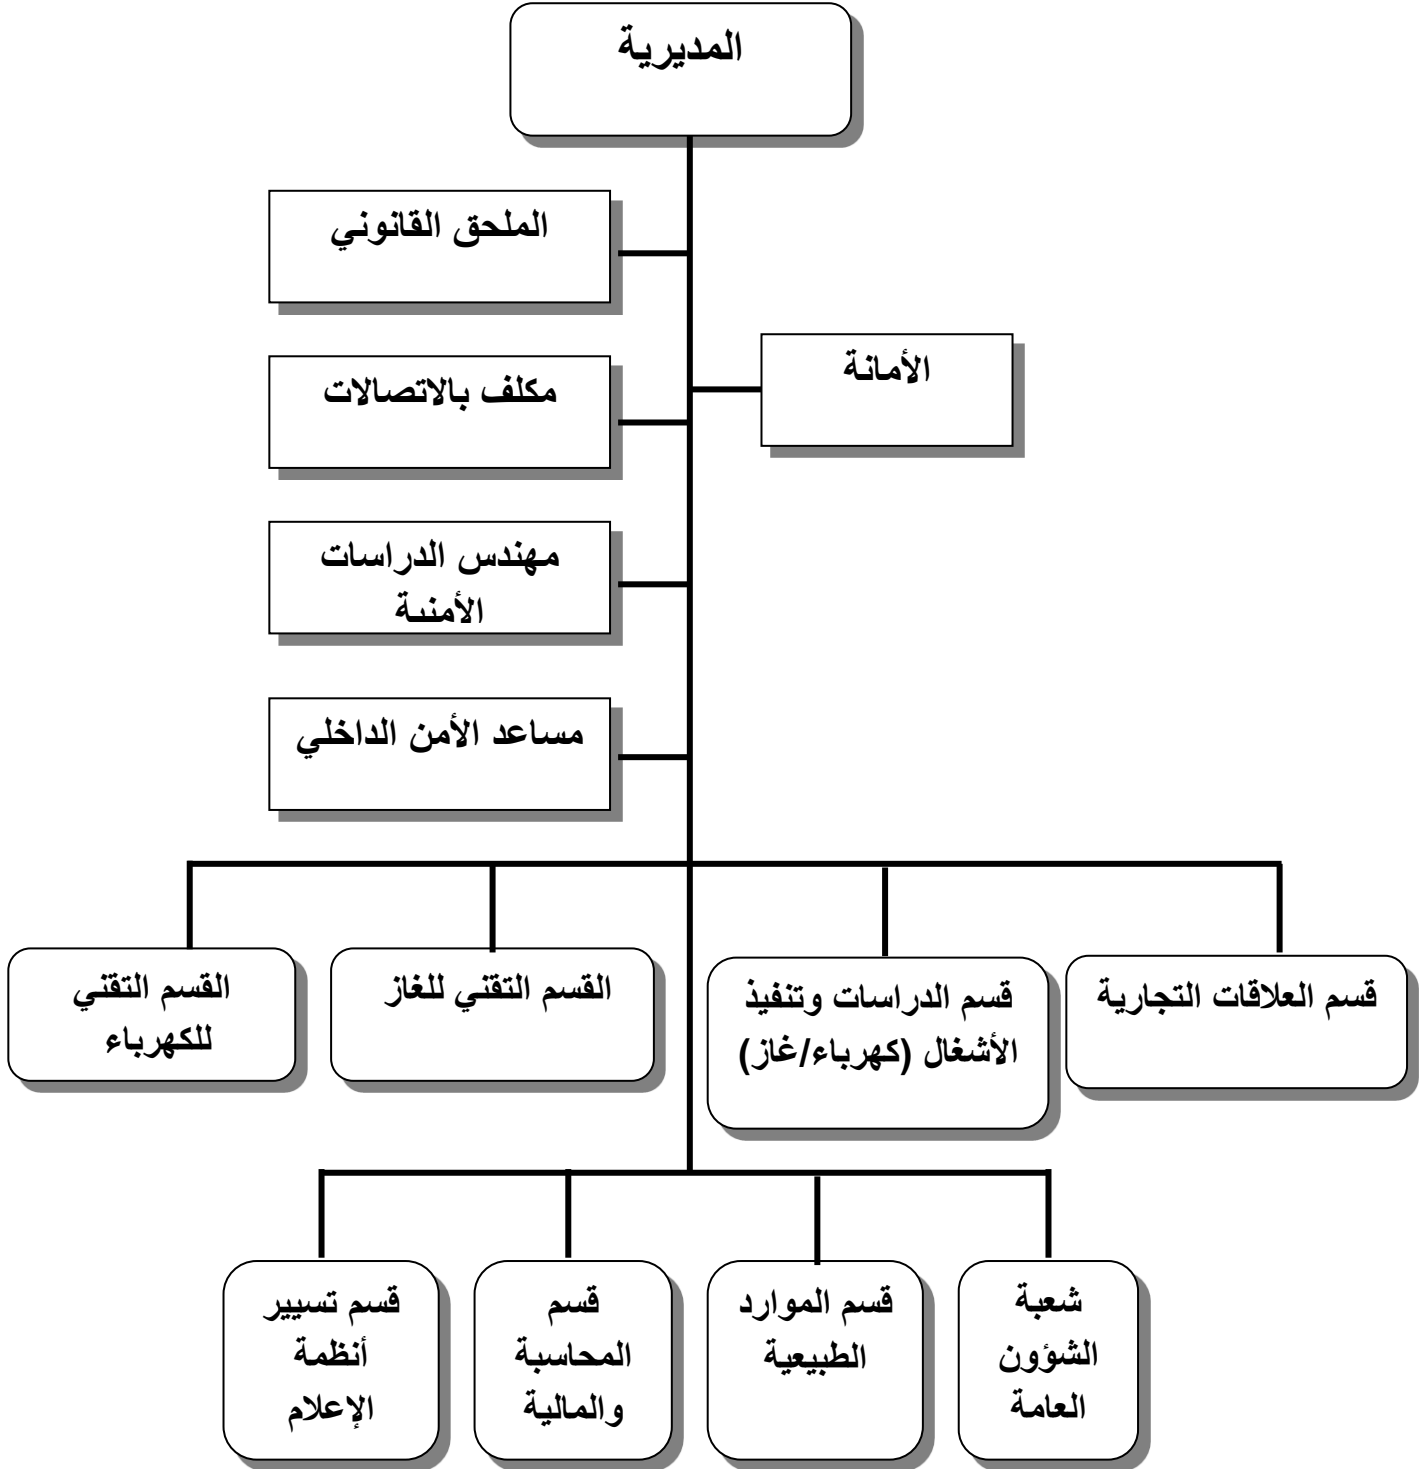 المديرية
الملحق القانوني
الأمانة
مكلف بالاتصالات
مهندس الدراسات
الأمنية
مساعد الأمن الداخلي
قسم العلاقات التجارية
قسم الدراسات وتنفيذ
الأشغال (كهرباء/غاز)
القسم التقني للغاز
القسم التقني
للكهرباء
شعبة
الشؤون
العامة
قسم الموارد
الطبيعية
قسم
المحاسبة
والمالية
قسم تسيير
أنظمة
الإعلام